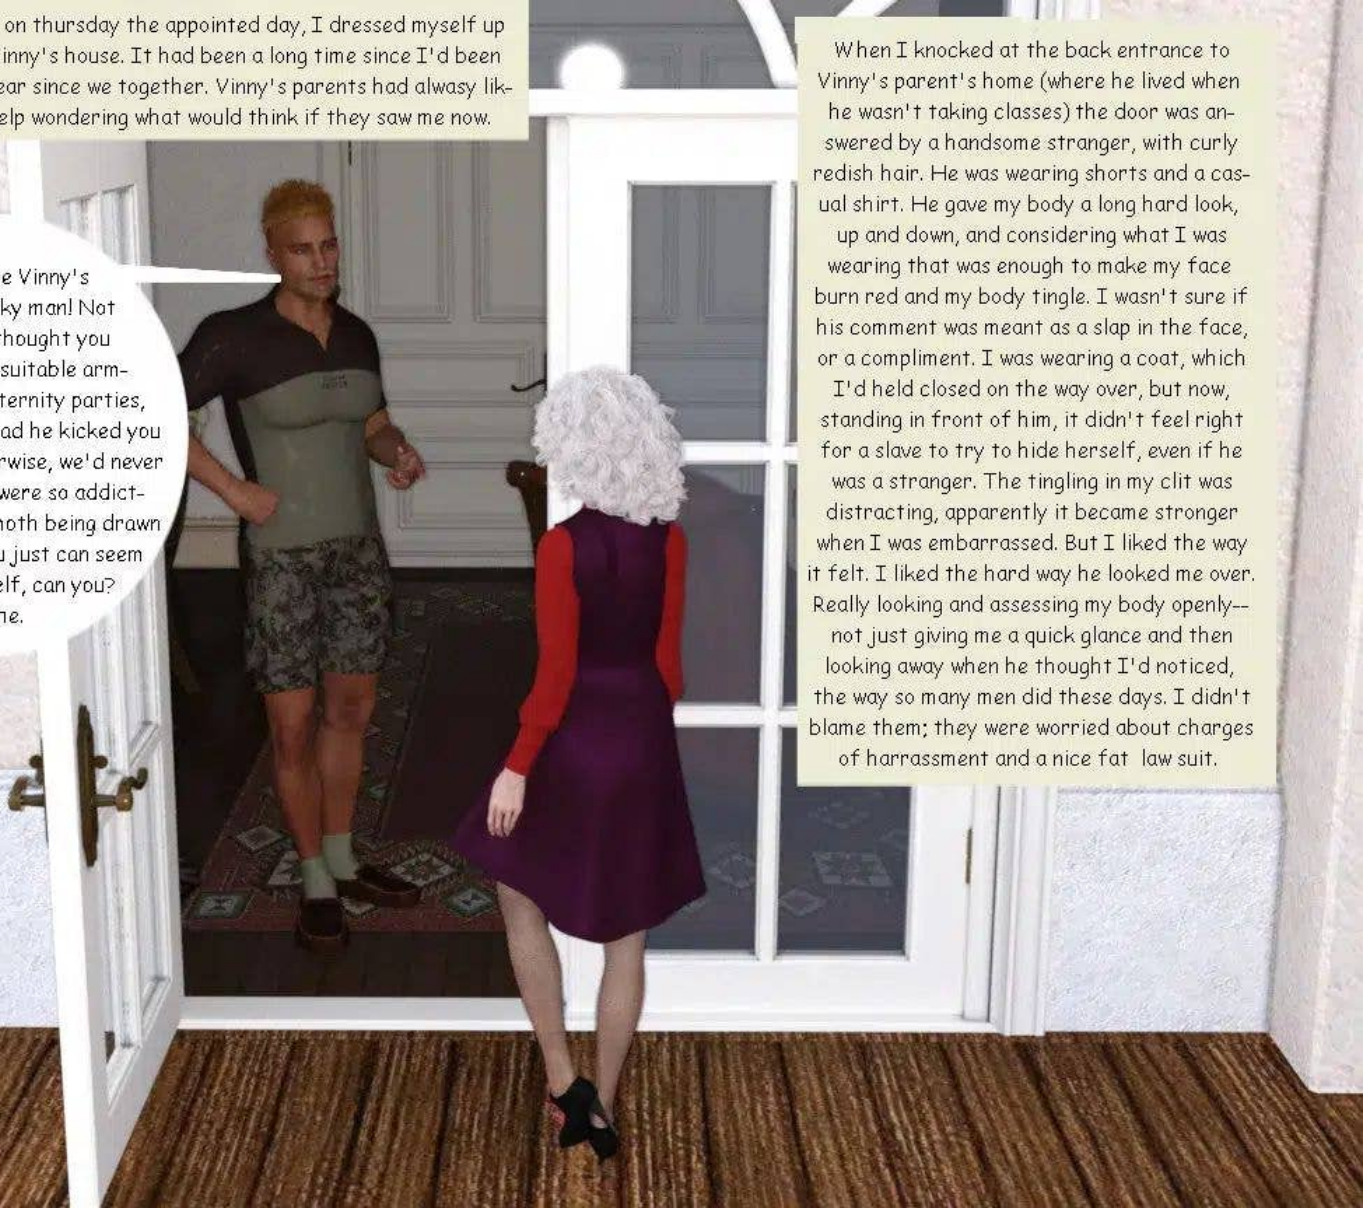 on thursday the appointed day, I dressed myself up
inny's house. It had been a long time since I'd been
ear since we together. Vinny's parents had alwasy lik-
elp wondering what would think if they saw me now.
e Vinny's
ky man! Not
thought you
suitable arm-
ternity parties,
ad he kicked you
rwise, we'd never
were so addict-
noth being drawn
u just can seem
elf, can you?
ne.
When I knocked at the back entrance to
Vinny's parent's home (where he lived when
he wasn't taking classes) the door was an-
swered by a handsome stranger, with curly
redish hair. He was wearing shorts and a cas-
ual shirt. He gave my body a long hard look,
up and down, and considering what I was
wearing that was enough to make my face
burn red and my body tingle. I wasn't sure if
his comment was meant as a slap in the face,
or a compliment. I was wearing a coat, which
I'd held closed on the way over, but now,
standing in front of him, it didn't feel right
for a slave to try to hide herself, even if he
was a stranger. The tingling in my clit was
distracting, apparently it became stronger
when I was embarrassed. But I liked the way
it felt. I liked the hard way he looked me over.
Really looking and assessing my body openly--
not just giving me a quick glance and then
looking away when he thought I'd noticed,
the way so many men did these days. I didn't
blame them; they were worried about charges
of harrassment and a nice fat law suit.